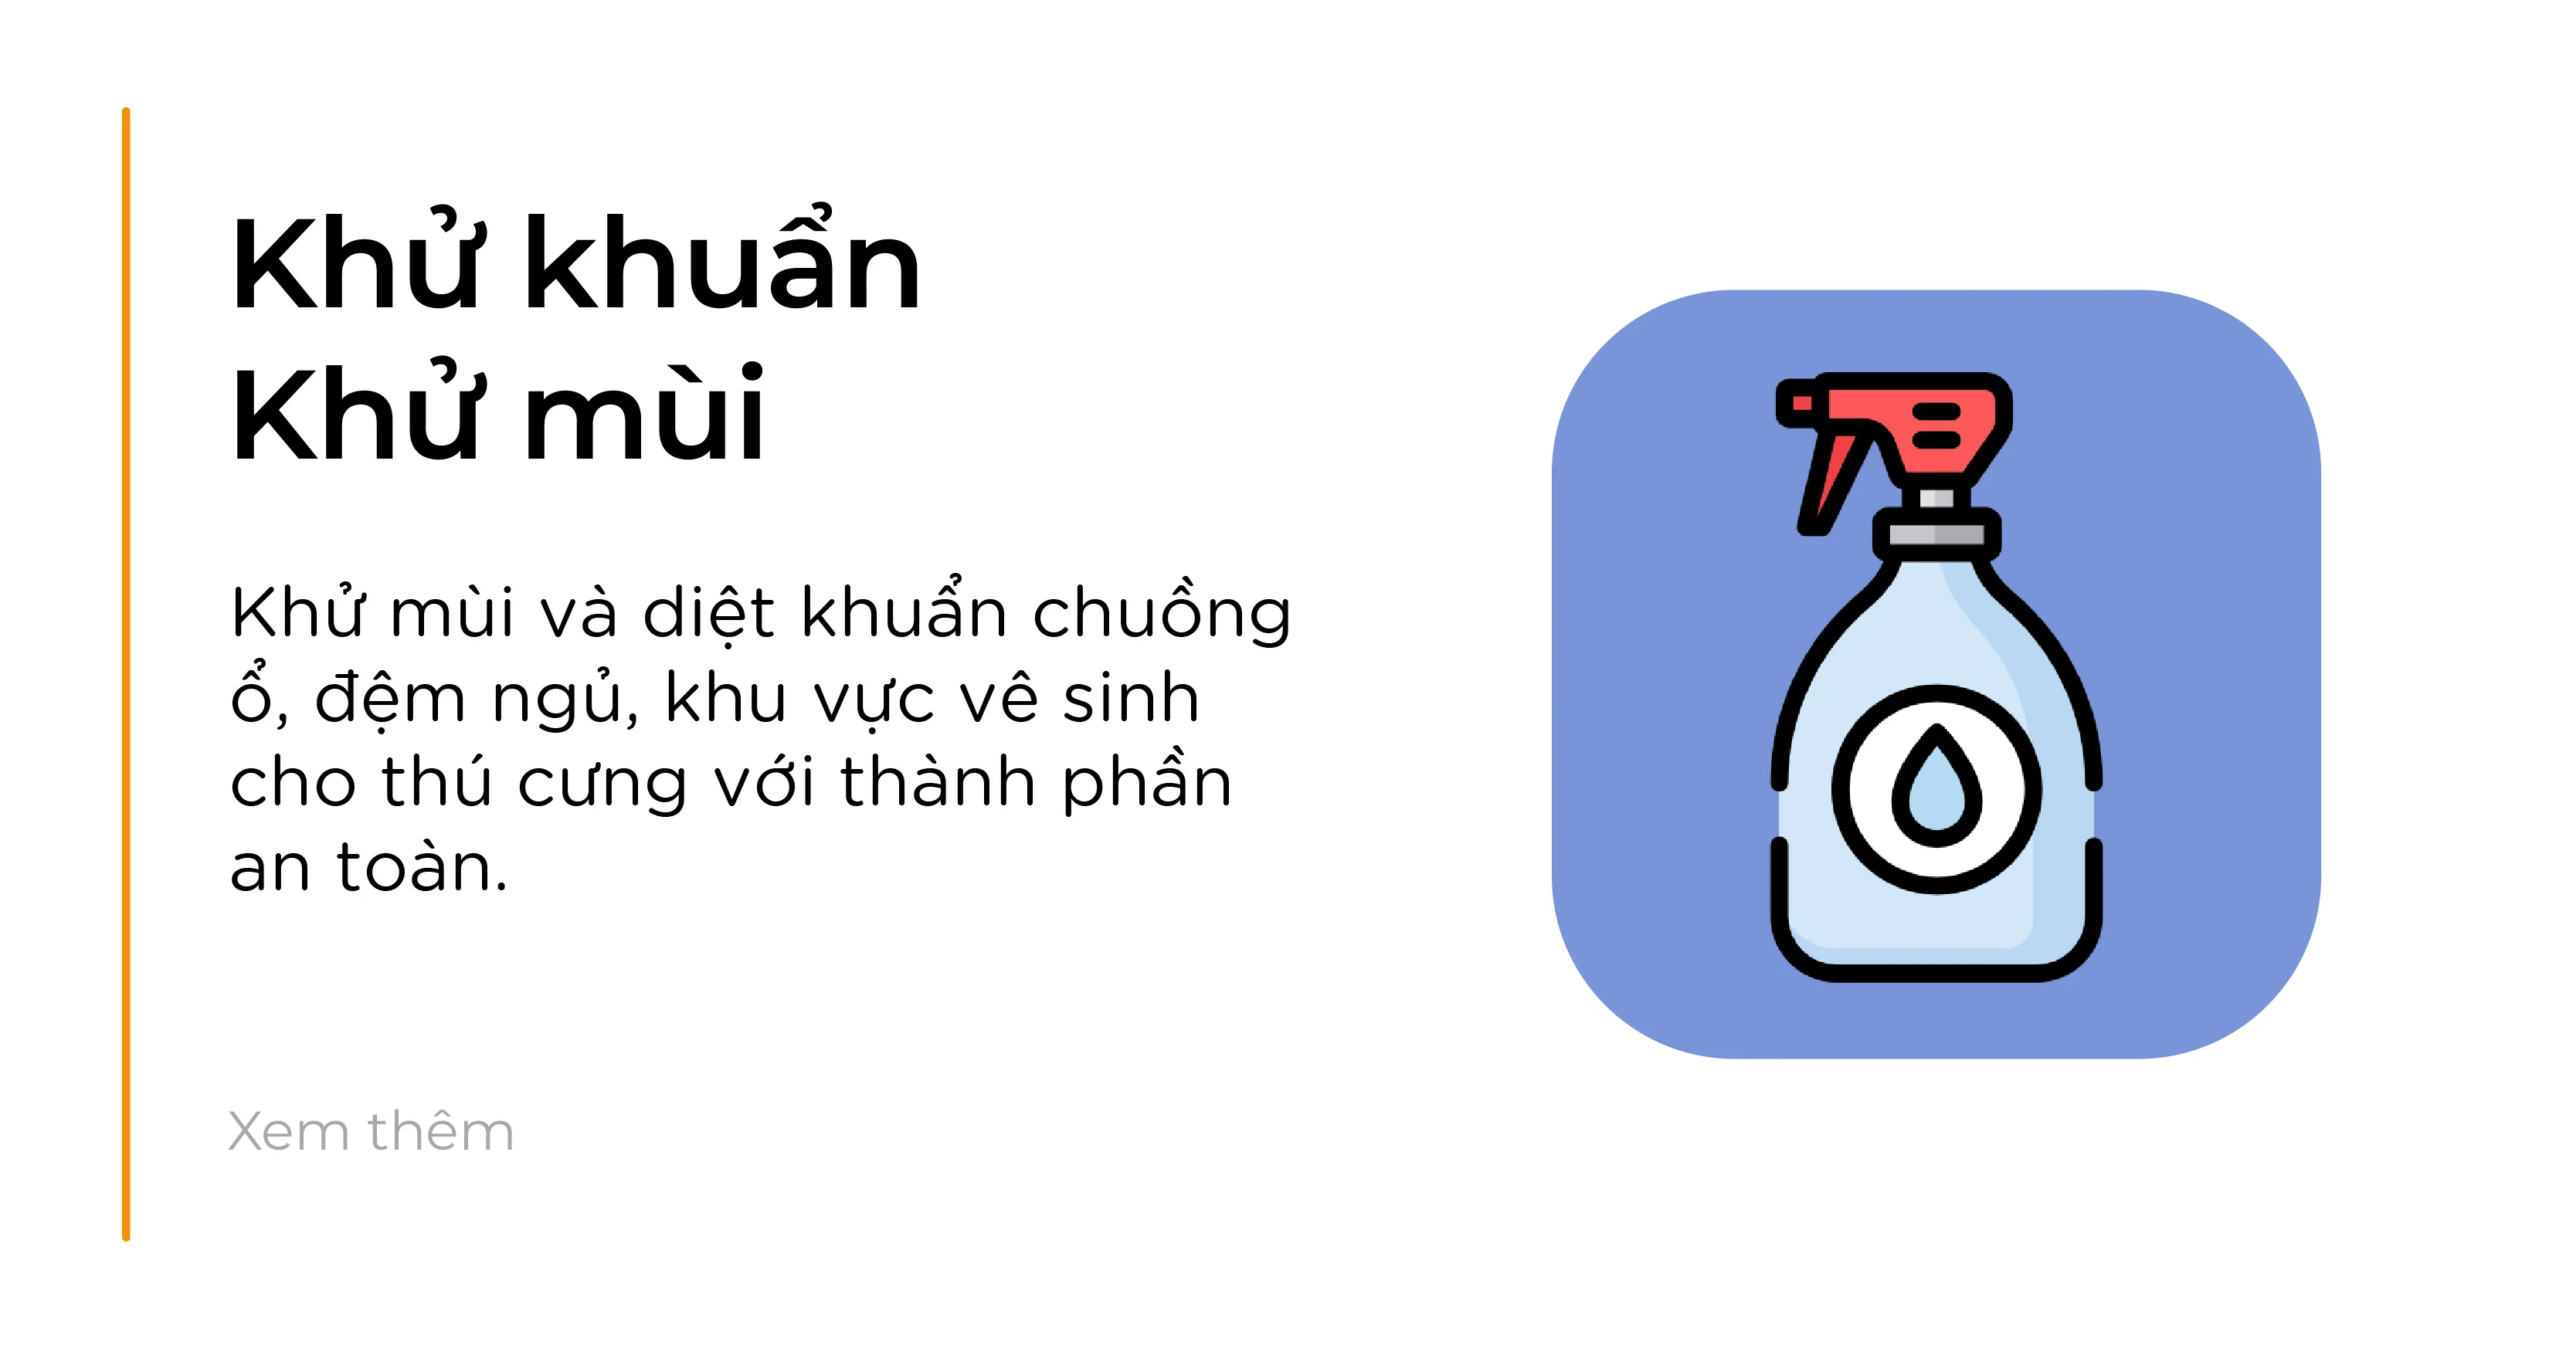 Khử khuẩn
Khử mùi
Khử mùi và diệt khuẩn chuồng
ổ, đệm ngủ, khu vực vê sinh
cho thú cưng với thành phần
an toàn.
Xem thêm